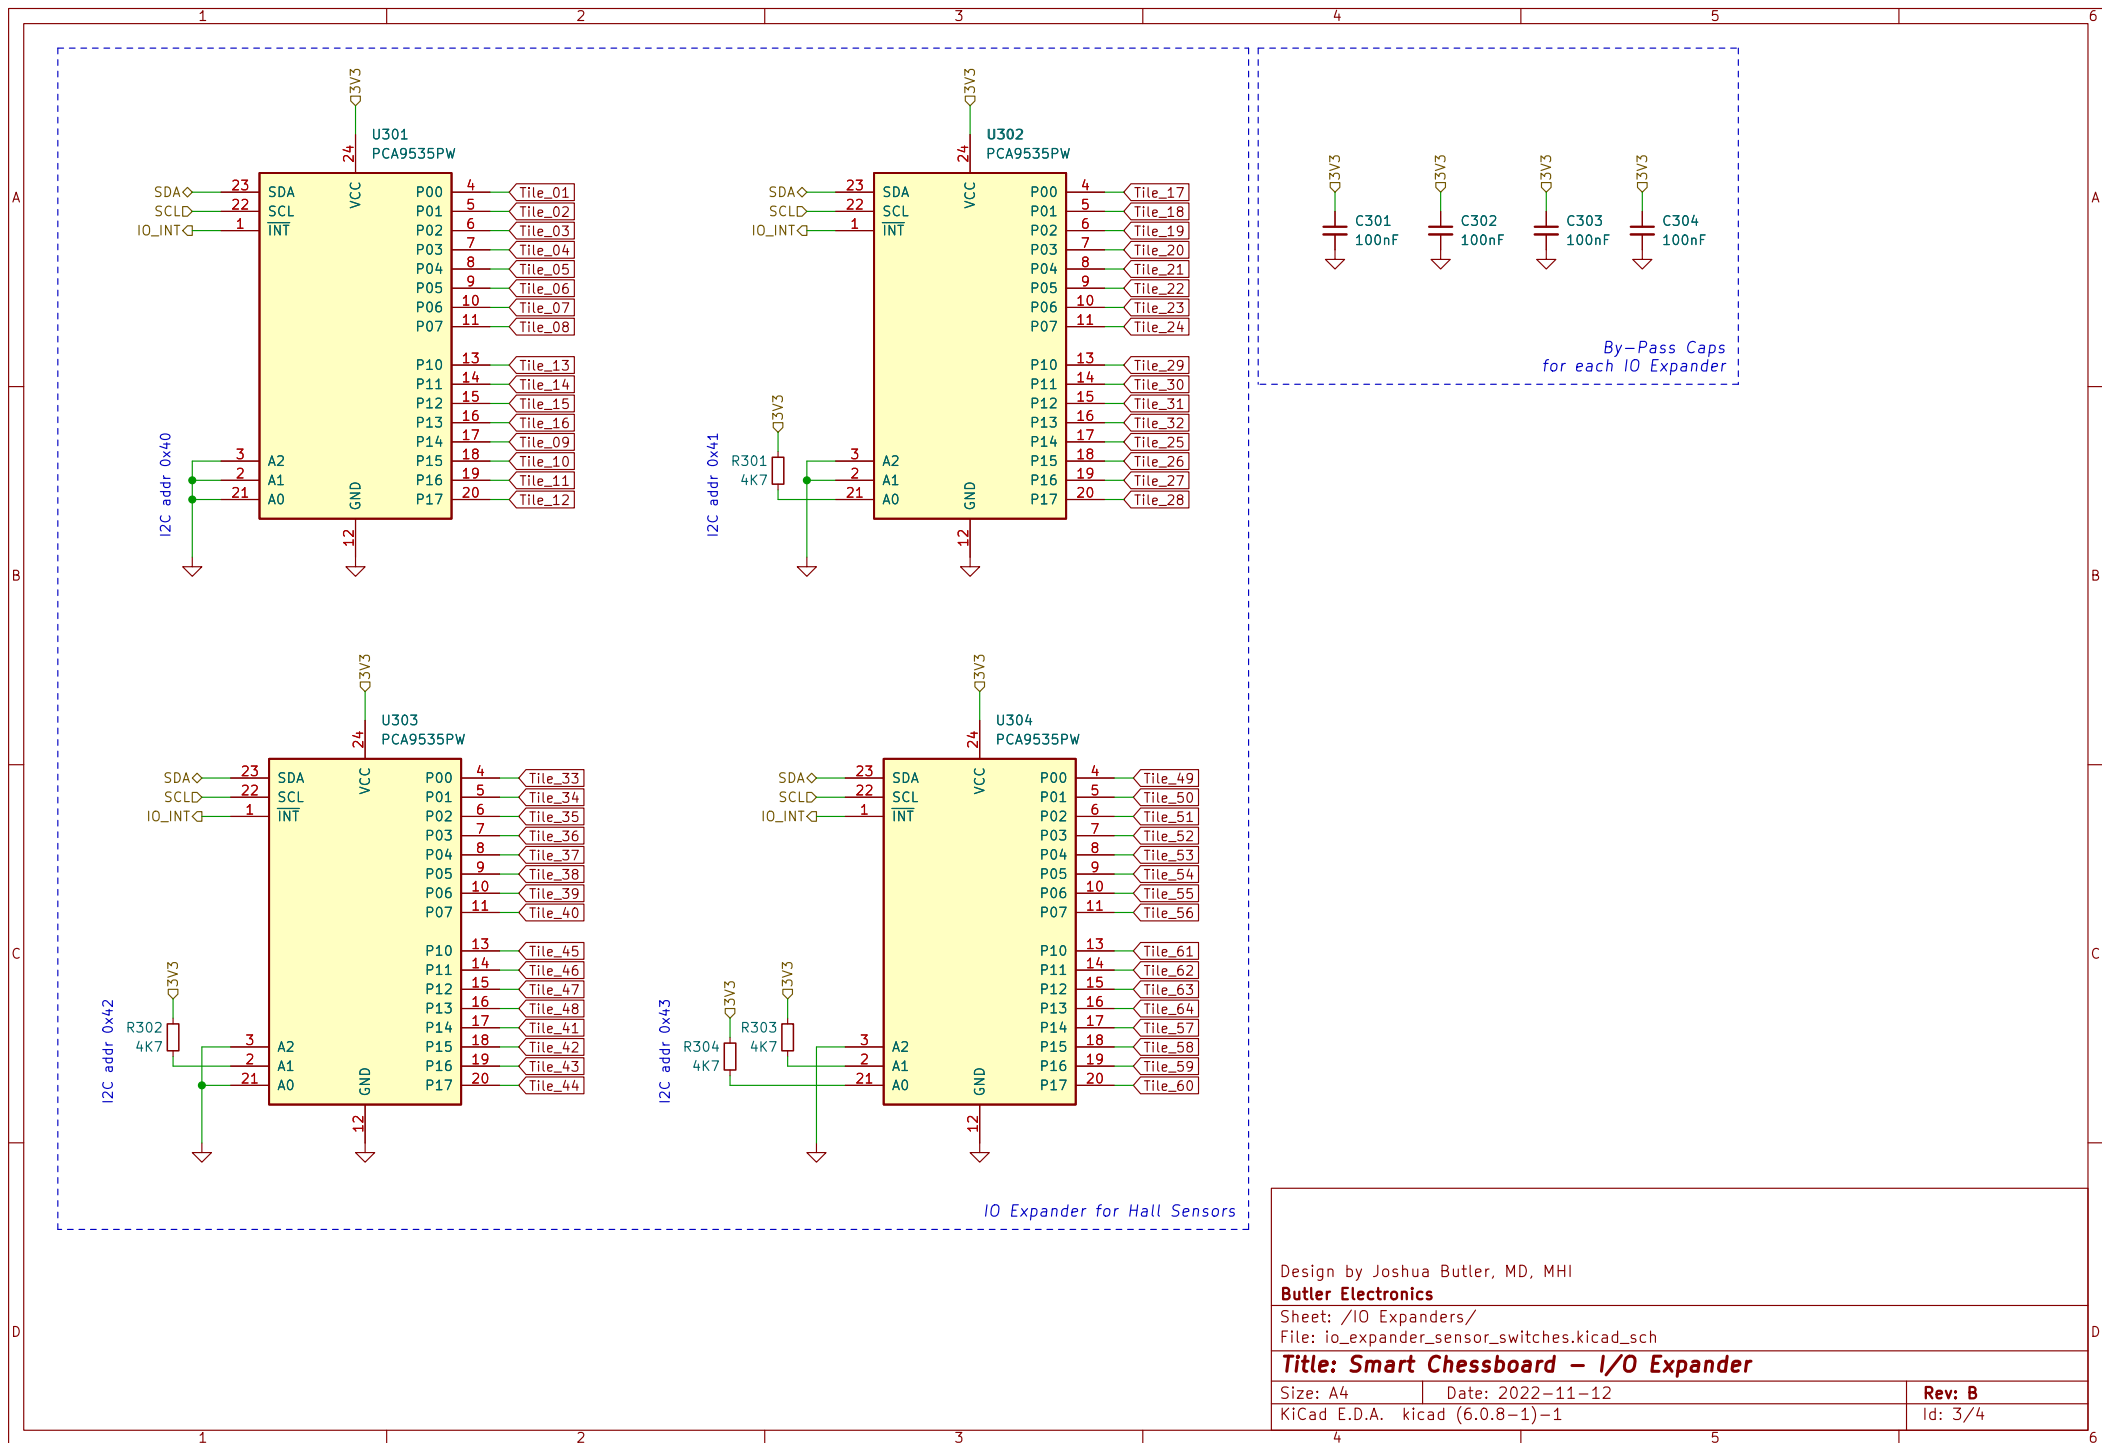 1 2 3 4 5 6
A
B
C
D
A
B
C
D
1 2 3 4 5 6
3V3
U301
PCA9535PW
24
VCC
SDA 23 SDA P00 4 Tile_01
SCL 22 SCL P01 5 Tile_02
IO_INT 1 INT P02 6 Tile_03
P03 7 Tile_04
P04 8 Tile_05
P05 9 Tile_06
P06 10 Tile_07
P07 11 Tile_08
P10 13 Tile_13
P11 14 Tile_14
P12 15 Tile_15
P13 16 Tile_16
P14 17 Tile_09
3 A2 P15 18 Tile_10
2 A1 P16 19 Tile_11
21 A0 P17 20 Tile_12
GND
12
I2C addr 0x40
3V3
U302
PCA9535PW
24
VCC
SDA 23 SDA P00 4 Tile_17
SCL 22 SCL P01 5 Tile_18
IO_INT 1 INT P02 6 Tile_19
P03 7 Tile_20
P04 8 Tile_21
P05 9 Tile_22
P06 10 Tile_23
P07 11 Tile_24
P10 13 Tile_29
P11 14 Tile_30
P12 15 Tile_31
P13 16 Tile_32
P14 17 Tile_25
3 A2 P15 18 Tile_26
2 A1 P16 19 Tile_27
21 A0 P17 20 Tile_28
GND
12
3V3
R301
4K7
I2C addr 0x41
3V3 3V3 3V3 3V3
C301 C302 C303 C304
100nF 100nF 100nF 100nF
By-Pass Caps
for each IO Expander
3V3
U303
PCA9535PW
24
VCC
SDA 23 SDA P00 4 Tile_33
SCL 22 SCL P01 5 Tile_34
IO_INT 1 INT P02 6 Tile_35
P03 7 Tile_36
P04 8 Tile_37
P05 9 Tile_38
P06 10 Tile_39
P07 11 Tile_40
P10 13 Tile_45
P11 14 Tile_46
P12 15 Tile_47
P13 16 Tile_48
P14 17 Tile_41
3 A2 P15 18 Tile_42
2 A1 P16 19 Tile_43
21 A0 P17 20 Tile_44
GND
12
3V3
R302
4K7
I2C addr 0x42
3V3
U304
PCA9535PW
24
VCC
SDA 23 SDA P00 4 Tile_49
SCL 22 SCL P01 5 Tile_50
IO_INT 1 INT P02 6 Tile_51
P03 7 Tile_52
P04 8 Tile_53
P05 9 Tile_54
P06 10 Tile_55
P07 11 Tile_56
P10 13 Tile_61
P11 14 Tile_62
P12 15 Tile_63
P13 16 Tile_64
P14 17 Tile_57
3 A2 P15 18 Tile_58
2 A1 P16 19 Tile_59
21 A0 P17 20 Tile_60
GND
12
3V3
R303
4K7
3V3
R304
4K7
I2C addr 0x43
IO Expander for Hall Sensors
Design by Joshua Butler, MD, MHI
Butler Electronics
Sheet: /IO Expanders/
File: io_expander_sensor_switches.kicad_sch
Title: Smart Chessboard - I/O Expander
Size: A4 Date: 2022-11-12 Rev: B
KiCad E.D.A. kicad (6.0.8-1)-1 Id: 3/4